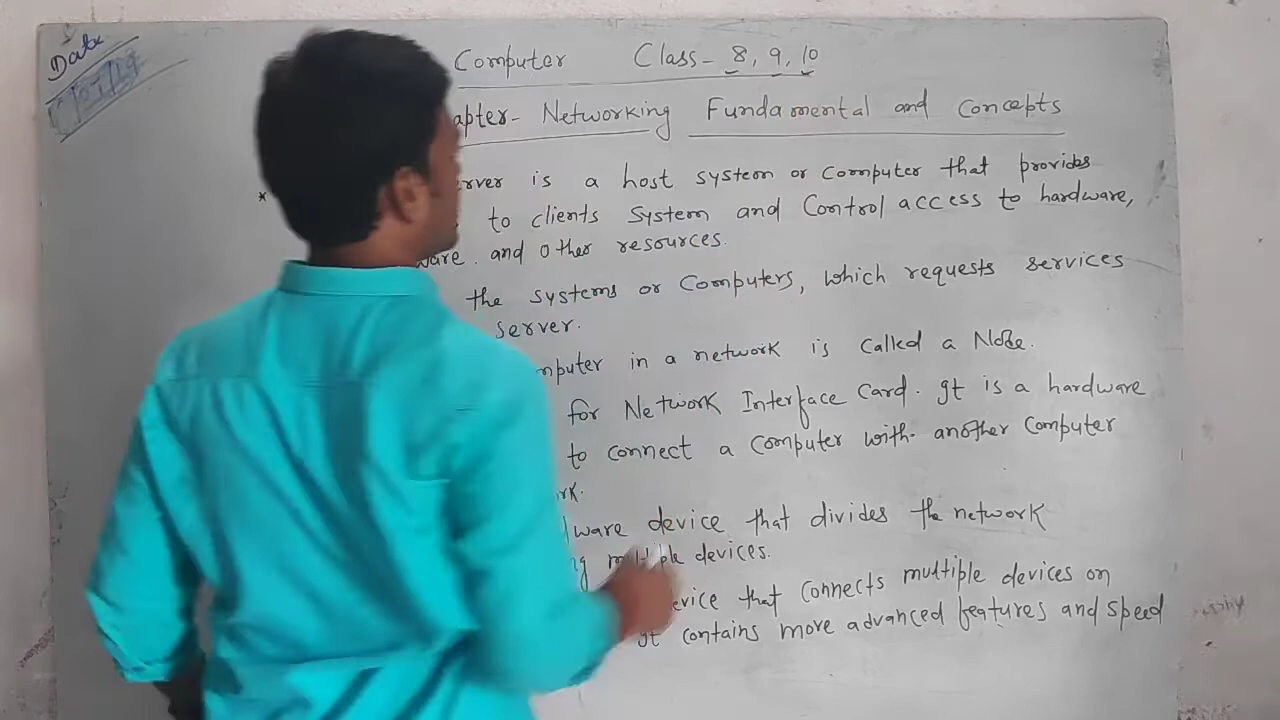 Date
Computer Class- 8, 9, 10
apter- Networking Fundamental and Concepts
* rver is a host system or Computer that provides
to clients System and Control access to hardware,
ware and other resources.
the systems or Computers, which requests services
server.
mputer in a network is called a Node.
for Network Interface Card. It is a hardware
to connect a Computer with another Computer
rk.
dware device that divides the network
ng multiple devices.
evice that Connects multiple devices on
It contains more advanced features and speed